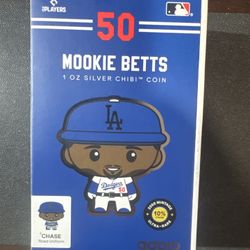 PLAYERS
50
MOOKIE BETTS
1 OZ SILVER CHIBI™ COIN
LA
Dodgers
50
CHASE
Road Uniform
10%